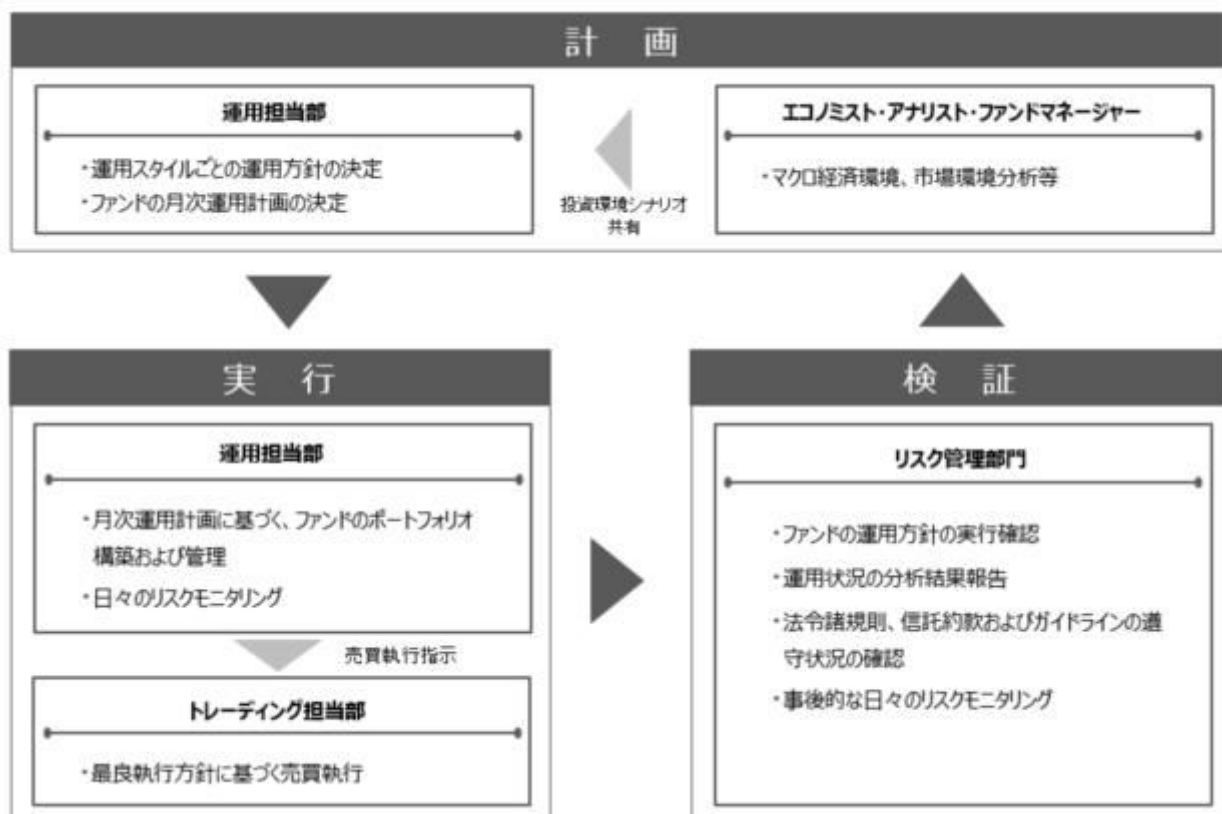 計 画
運用担当部
・運用スタイルごとの運用方針の決定
・ファンドの月次運用計画の決定
投資環境シナリオ
共有
エコノミスト・アナリスト・ファンドマネージャー
・マクロ経済環境、市場環境分析等
実 行
運用担当部
・月次運用計画に基づく、ファンドのポートフォリオ
構築および管理
・日々のリスクモニタリング
売買執行指示
トレーディング担当部
・最良執行方針に基づく売買執行
検 証
リスク管理部門
・ファンドの運用方針の実行確認
・運用状況の分析結果報告
・法令諸規則、信託約款およびガイドラインの遵
守状況の確認
・事後的な日々のリスクモニタリング